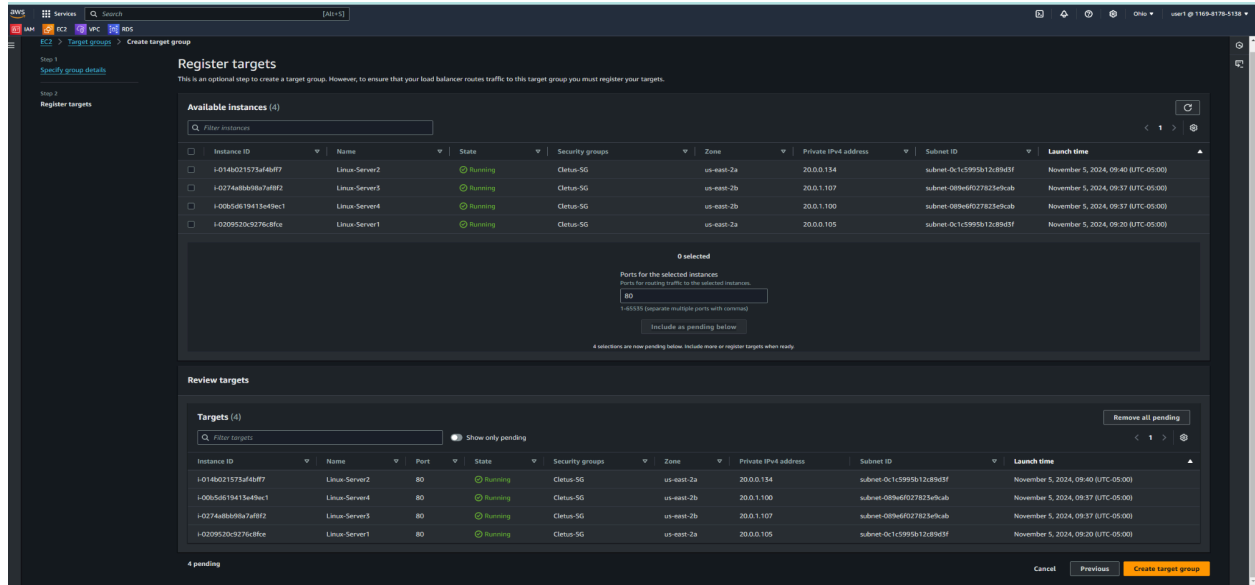 aws Services Search [Alt+S] Ohio user1 @ 1169-8178-5138
IAM EC2 VPC RDS
EC2 > Target groups > Create target group
Step 1
Specify group details
Step 2
Register targets
Register targets
This is an optional step to create a target group. However, to ensure that your load balancer routes traffic to this target group you must register your targets.
Available instances (4)
Filter instances
< 1 >
Instance ID Name State Security groups Zone Private IPv4 address Subnet ID Launch time
i-014b021573af4bff7 Linux-Server2 Running Cletus-SG us-east-2a 20.0.0.134 subnet-0c1c5995b12c89d3f November 5, 2024, 09:40 (UTC-05:00)
i-0274a8bb98a7af8f2 Linux-Server3 Running Cletus-SG us-east-2b 20.0.1.107 subnet-089e6f027823e9cab November 5, 2024, 09:37 (UTC-05:00)
i-00b5d619413e49ec1 Linux-Server4 Running Cletus-SG us-east-2b 20.0.1.100 subnet-089e6f027823e9cab November 5, 2024, 09:37 (UTC-05:00)
i-0209520c9276c8fce Linux-Server1 Running Cletus-SG us-east-2a 20.0.0.105 subnet-0c1c5995b12c89d3f November 5, 2024, 09:20 (UTC-05:00)
0 selected
Ports for the selected instances
Ports for routing traffic to the selected instances.
80
1-65535 (separate multiple ports with commas)
Include as pending below
4 selections are now pending below. Include more or register targets when ready.
Review targets
Targets (4)
Remove all pending
Filter targets
Show only pending
< 1 >
Instance ID Name Port State Security groups Zone Private IPv4 address Subnet ID Launch time
i-014b021573af4bff7 Linux-Server2 80 Running Cletus-SG us-east-2a 20.0.0.134 subnet-0c1c5995b12c89d3f November 5, 2024, 09:40 (UTC-05:00)
i-00b5d619413e49ec1 Linux-Server4 80 Running Cletus-SG us-east-2b 20.0.1.100 subnet-089e6f027823e9cab November 5, 2024, 09:37 (UTC-05:00)
i-0274a8bb98a7af8f2 Linux-Server3 80 Running Cletus-SG us-east-2b 20.0.1.107 subnet-089e6f027823e9cab November 5, 2024, 09:37 (UTC-05:00)
i-0209520c9276c8fce Linux-Server1 80 Running Cletus-SG us-east-2a 20.0.0.105 subnet-0c1c5995b12c89d3f November 5, 2024, 09:20 (UTC-05:00)
4 pending
Cancel Previous Create target group